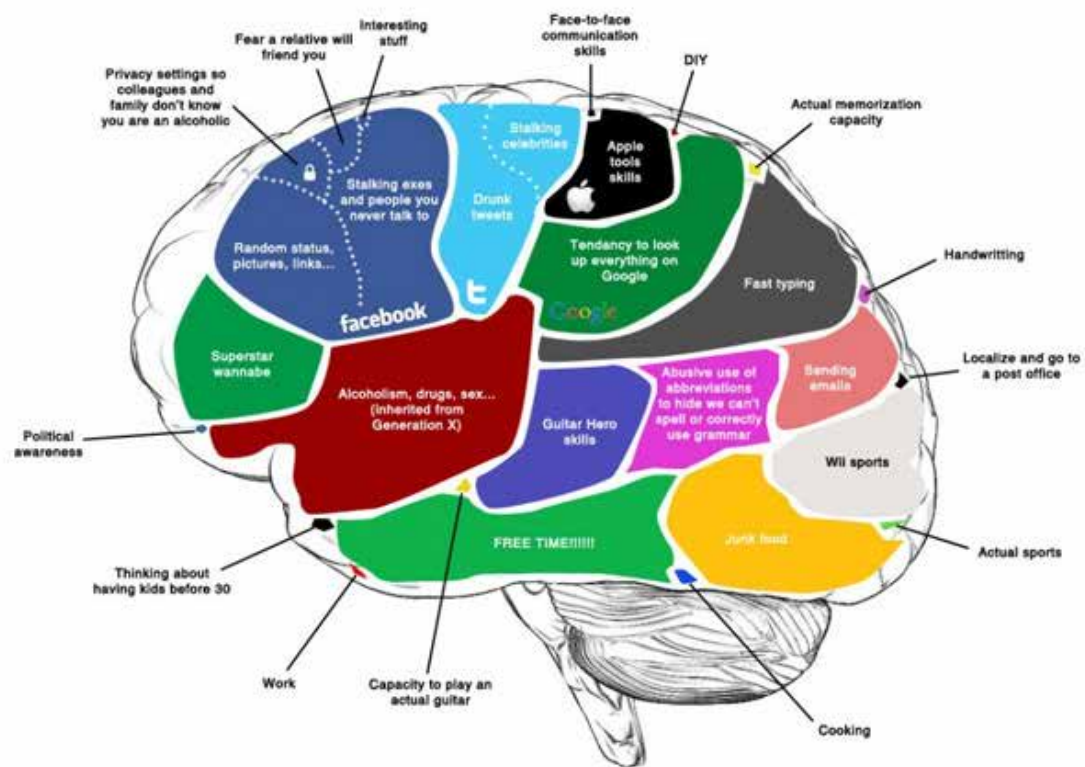 Interesting
stuff
Fear a relative will
friend you
Privacy settings so
colleagues and
family don't know
you are an alcoholic
Face-to-face
communication
skills
DIY
Actual memorization
capacity
Stalking
celebrities
Apple
tools
skills
Stalking exes
and people you
never talk to
Drunk
tweets
Random status,
pictures, links...
Tendancy to look
up everything on
Google
Google
Fast typing
Handwritting
facebook
t
Superstar
wannabe
Alcoholism, drugs, sex...
(inherited from
Generation X)
Guitar Hero
skills
Abusive use of
abbreviations
to hide we can't
spell or correctly
use grammar
Sending
emails
Localize and go to
a post office
Political
awareness
Wii sports
FREE TIME!!!!!!
Junk food
Actual sports
Thinking about
having kids before 30
Work
Capacity to play an
actual guitar
Cooking